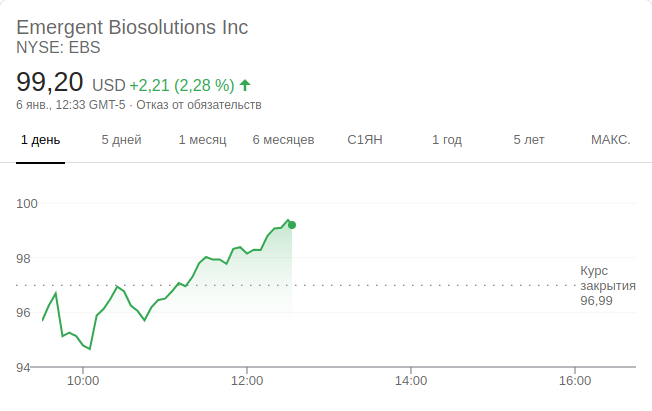 Emergent Biosolutions Inc
NYSE: EBS
99,20 USD +2,21 (2,28 %)
6 янв., 12:33 GMT-5 · Отказ от обязательств
1 день 5 дней 1 месяц 6 месяцев С1ЯН 1 год 5 лет МАКС.
100
98
Курс
закрытия
96,99
96
94
10:00 12:00 14:00 16:00